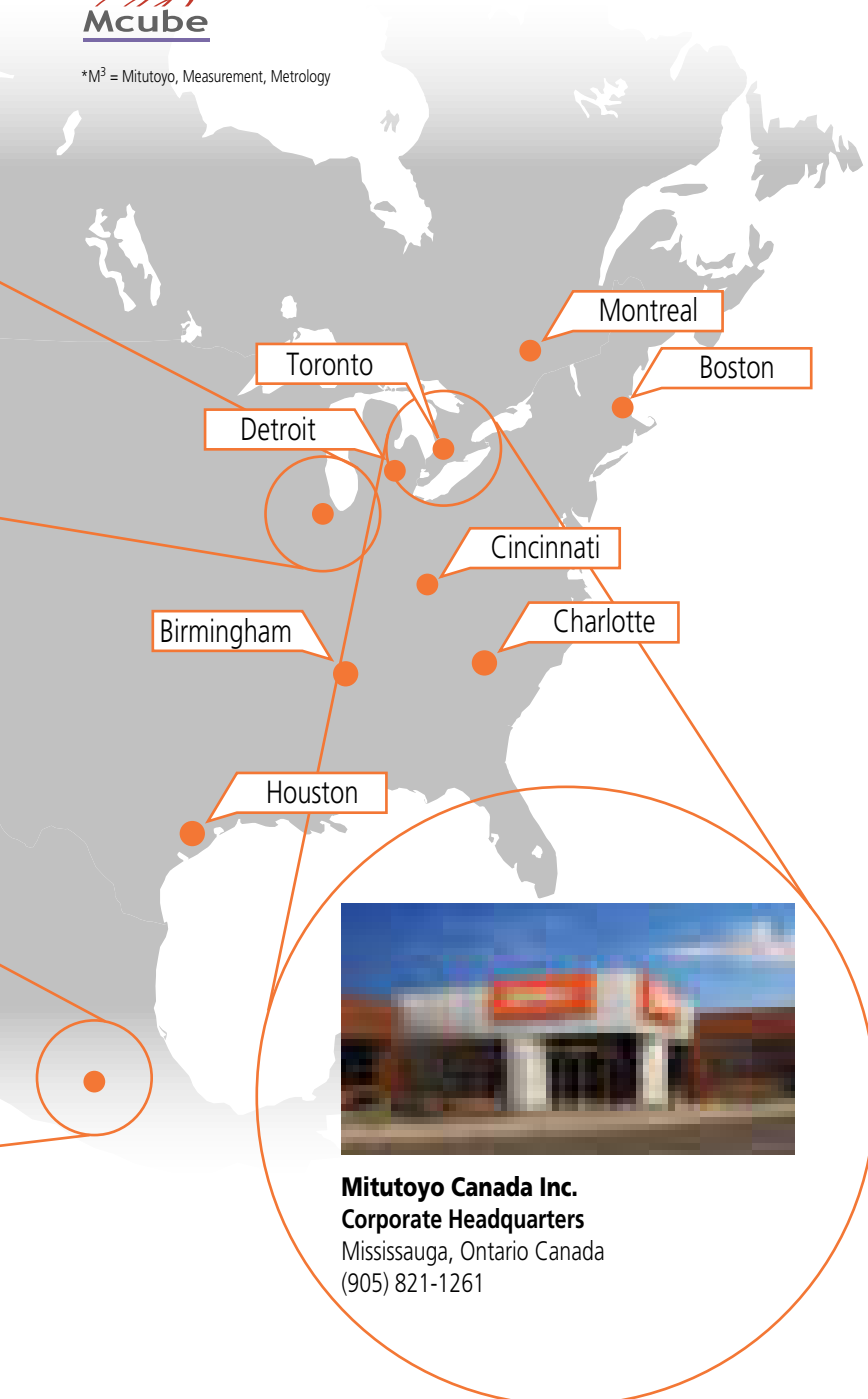 Mcube
*M³ = Mitutoyo, Measurement, Metrology
Montreal
Toronto
Boston
Detroit
Cincinnati
Birmingham
Charlotte
Houston
Mitutoyo Canada Inc.
Corporate Headquarters
Mississauga, Ontario Canada
(905) 821-1261